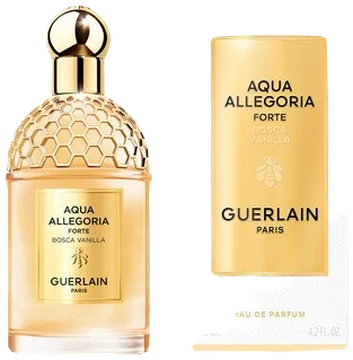 AQUA
ALLEGORIA
FORTE
BOSCA VANILLA
GUERLAIN
PARIS
AQUA
ALLEGORIA
FORTE
BOSCA
VANILLA
GUERLAIN
PARIS
EAU DE PARFUM
4.2 FL. OZ